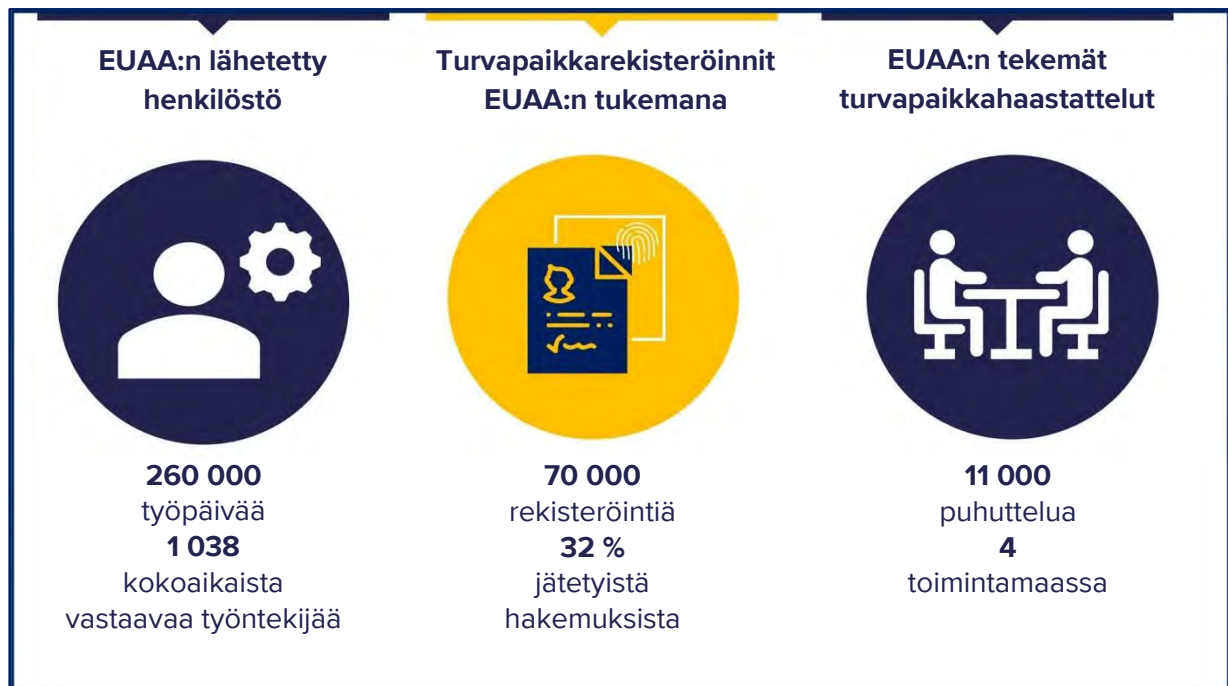 EUAA:n lähetetty
henkilöstö
260 000
työpäivää
1 038
kokoaikaista
vastaavaa työntekijää
Turvapaikkarekisteröinnit
EUAA:n tukemana
70 000
rekisteröintiä
32 %
jätetyistä
hakemuksista
EUAA:n tekemät
turvapaikkahaastattelut
11 000
puhuttelua
4
toimintamaassa